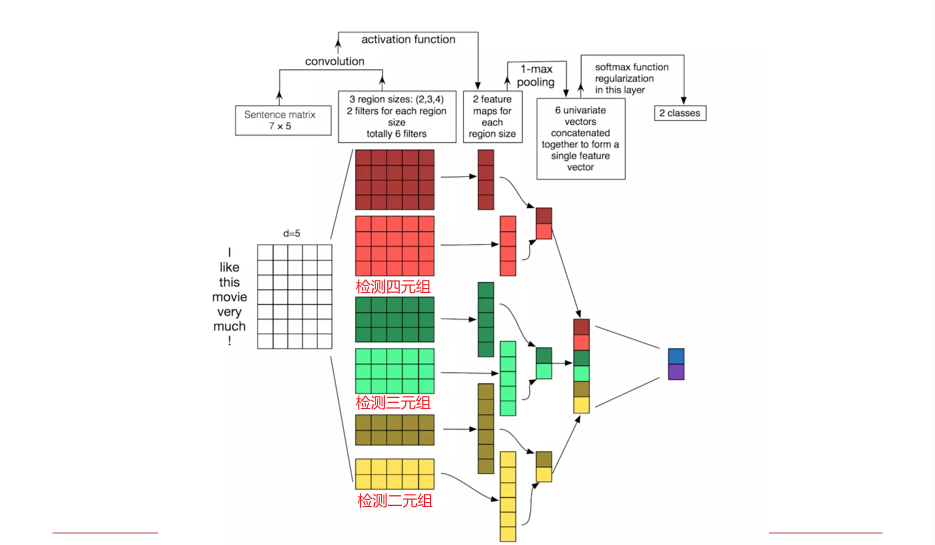 activation function
convolution
Sentence matrix
7 × 5
3 region sizes: (2,3,4)
2 filters for each region
size
totally 6 filters
2 feature
maps for
each
region size
1-max
pooling
6 univariate
vectors
concatenated
together to form a
single feature
vector
softmax function
regularization
in this layer
2 classes
d=5
I
like
this
movie
very
much
!
检测四元组
检测三元组
检测二元组